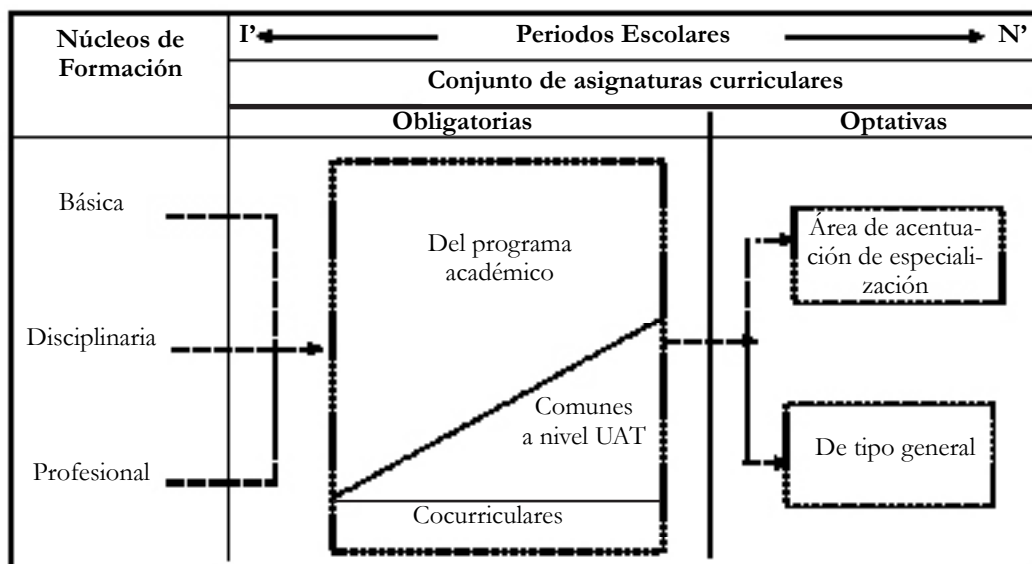 Núcleos de
Formación
I'
Periodos Escolares
N'
Conjunto de asignaturas curriculares
Obligatorias
Optativas
Básica
Disciplinaria
Profesional
Del programa
académico
Comunes
a nivel UAT
Cocurriculares
Área de acentua-
ción de especiali-
zación
De tipo general